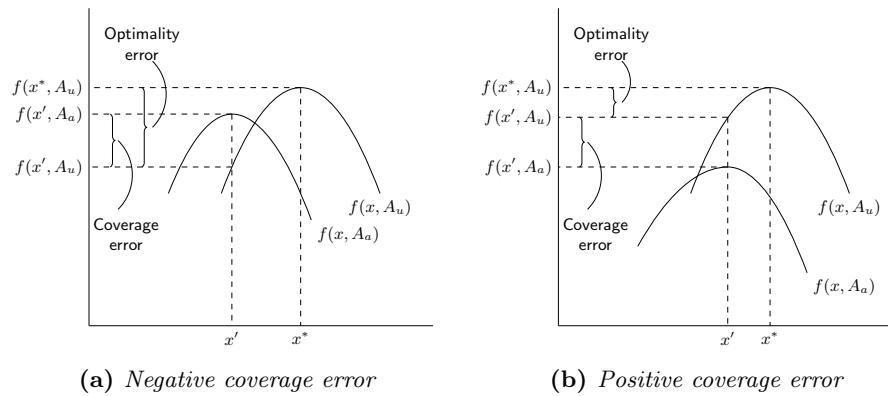 Optimality
error
f(x*, A_u)
f(x′, A_a)
f(x′, A_u)
Coverage
error
f(x, A_u)
f(x, A_a)
x′
x*
(a) Negative coverage error
Optimality
error
f(x*, A_u)
f(x′, A_u)
f(x′, A_a)
Coverage
error
f(x, A_u)
f(x, A_a)
x′
x*
(b) Positive coverage error